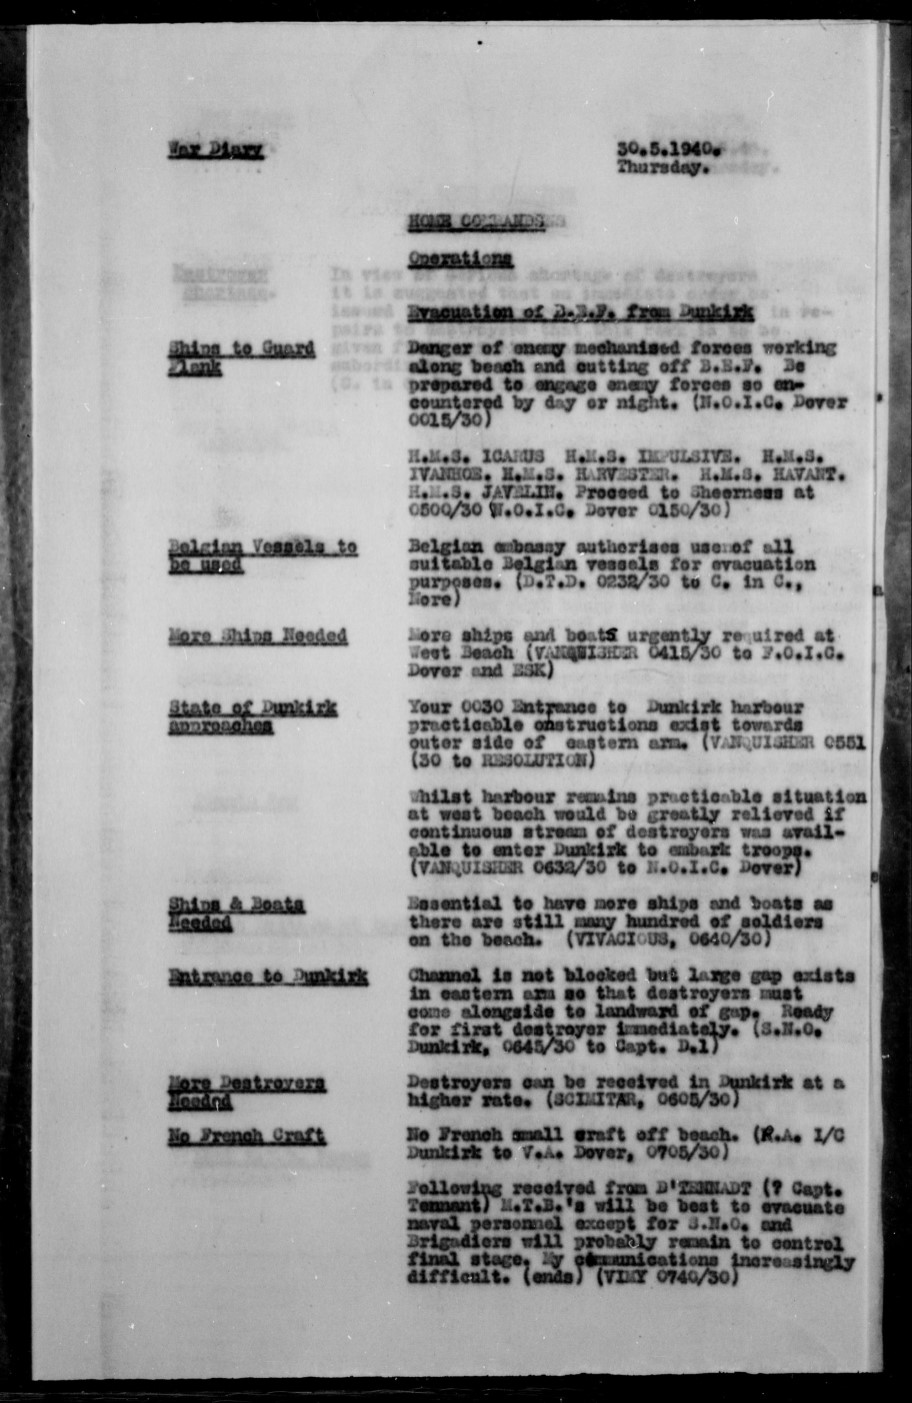 War Diary
30.5.1940.
Thursday.
HOME COMMANDS
Operations
Evacuation of B.E.F. from Dunkirk
Ships to Guard
Flank
Danger of enemy mechanised forces working
along beach and cutting off B.E.F. Be
prepared to engage enemy forces so en-
countered by day or night. (N.O.I.C. Dover
0015/30)
H.M.S. ICARUS H.M.S. IMPULSIVE. H.M.S.
IVANHOE. H.M.S. HARVESTER. H.M.S. HAVANT.
H.M.S. JAVELIN. Proceed to Sheerness at
0500/30 N.O.I.C. Dover 0150/30)
Belgian Vessels to
be used
Belgian embassy authorises use of all
suitable Belgian vessels for evacuation
purposes. (D.T.D. 0232/30 to C. in C.,
Nore)
More Ships Needed
More ships and boats urgently required at
West Beach (VANQUISHER 0415/30 to F.O.I.C.
Dover and ESK)
State of Dunkirk
approaches
Your 0030 Entrance to Dunkirk harbour
practicable obstructions exist towards
outer side of eastern arm. (VANQUISHER 0551
(30 to RESOLUTION)
Whilst harbour remains practicable situation
at west beach would be greatly relieved if
continuous stream of destroyers was avail-
able to enter Dunkirk to embark troops.
(VANQUISHER 0632/30 to N.O.I.C. Dover)
Ships & Boats
Needed
Essential to have more ships and boats as
there are still many hundred of soldiers
on the beach. (VIVACIOUS, 0640/30)
Entrance to Dunkirk
Channel is not blocked but large gap exists
in eastern arm so that destroyers must
come alongside to landward of gap. Ready
for first destroyer immediately. (S.N.O.
Dunkirk, 0645/30 to Capt. D.1)
More Destroyers
Needed
Destroyers can be received in Dunkirk at a
higher rate. (SCIMITAR, 0605/30)
No French Craft
No French small craft off beach. (R.A. I/C
Dunkirk to V.A. Dover, 0705/30)
Following received from D'TENNADT (? Capt.
Tennant) M.T.B.'s will be best to evacuate
naval personnel except for S.N.O. and
Brigadiers will probably remain to control
final stage. My communications increasingly
difficult. (ends) (VIMY 0740/30)